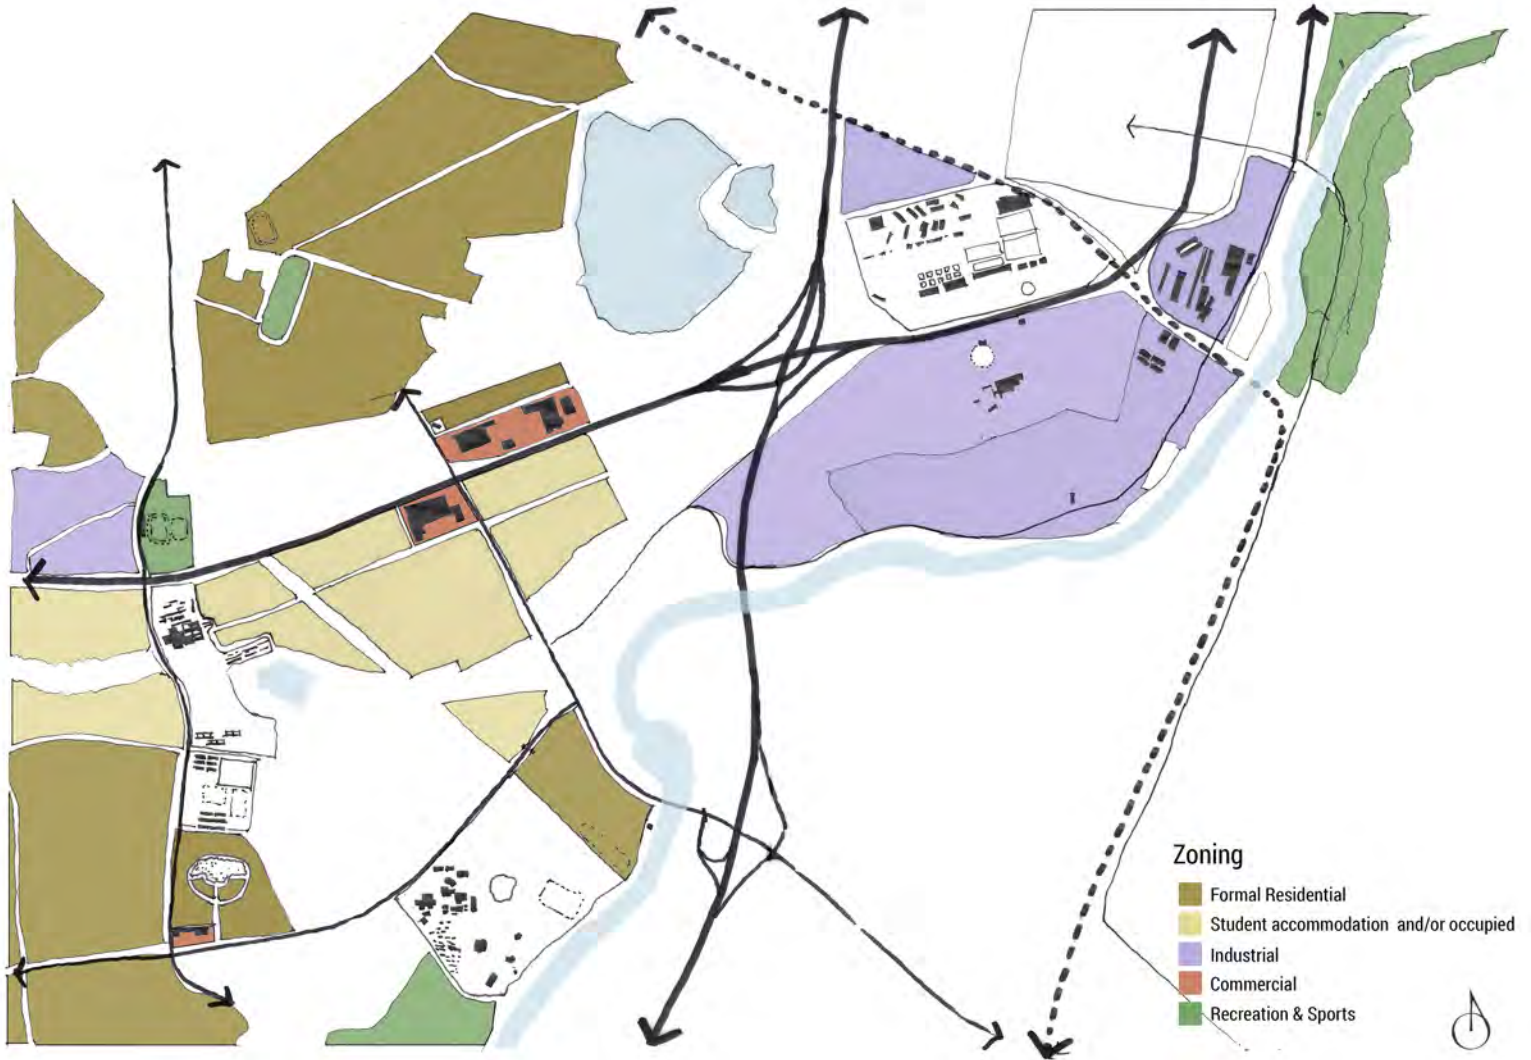 Zoning
Formal Residential
Student accommodation and/or occupied
Industrial
Commercial
Recreation & Sports